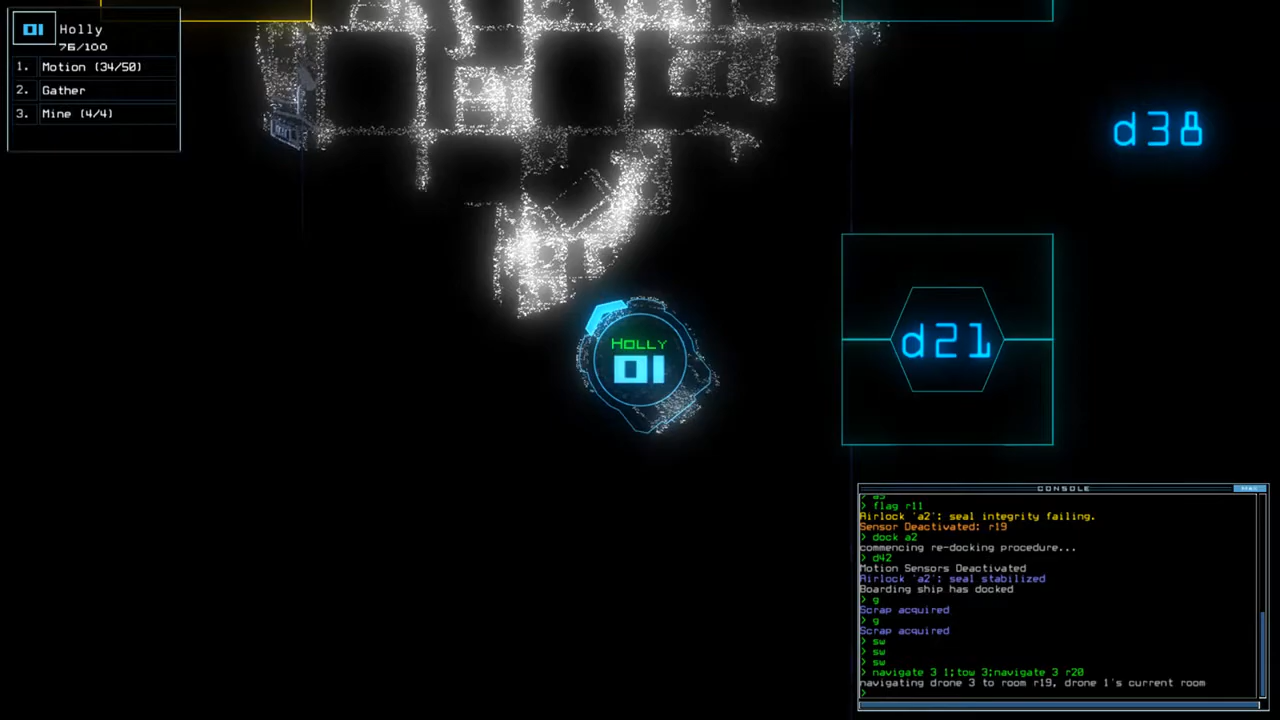 01 Holly
76/100
1. Motion (34/50)
2. Gather
3. Mine (4/4)
d38
d21
Holly
01
CONSOLE
> a5
> flag r11
Airlock 'a2': seal integrity failing.
Sensor Deactivated: r19
> dock a2
commencing re-docking procedure...
> d42
Motion Sensors Deactivated
Airlock 'a2': seal stabilized
Boarding ship has docked
> g
Scrap acquired
> g
Scrap acquired
> sw
> sw
> sw
> navigate 3 1;tow 3;navigate 3 r20
navigating drone 3 to room r19, drone 1's current room
>